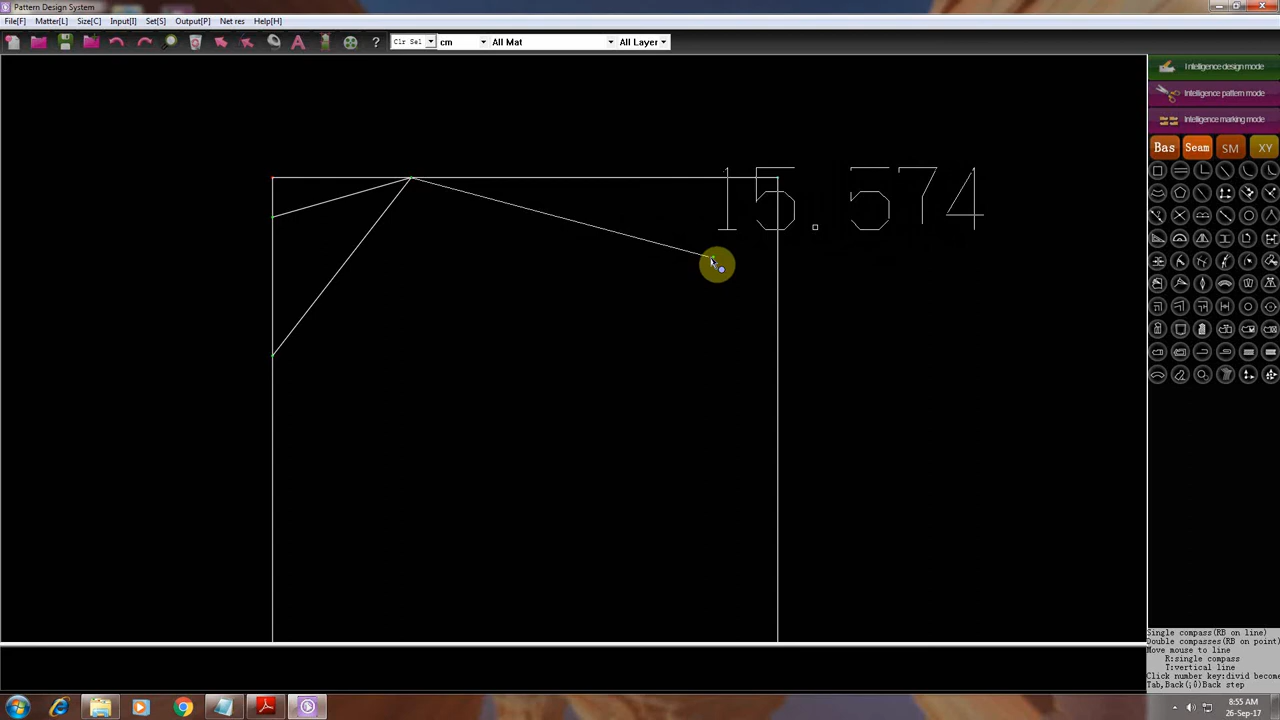 Pattern Design System
File[F] Matter[L] Size[C] Input[I] Set[S] Output[P] Net res Help[H]
A ? Clr Sel cm All Mat All Layer
Intelligence design mode
Intelligence pattern mode
Intelligence marking mode
Bas Seam SM XY
15.574
Single compass(RB on line)
Double compasses(RB on point)
Move mouse to line
R:single compass
T:vertical line
Click number key:divid become
Tab,Back(;0)Back step
8:55 AM
26-Sep-17